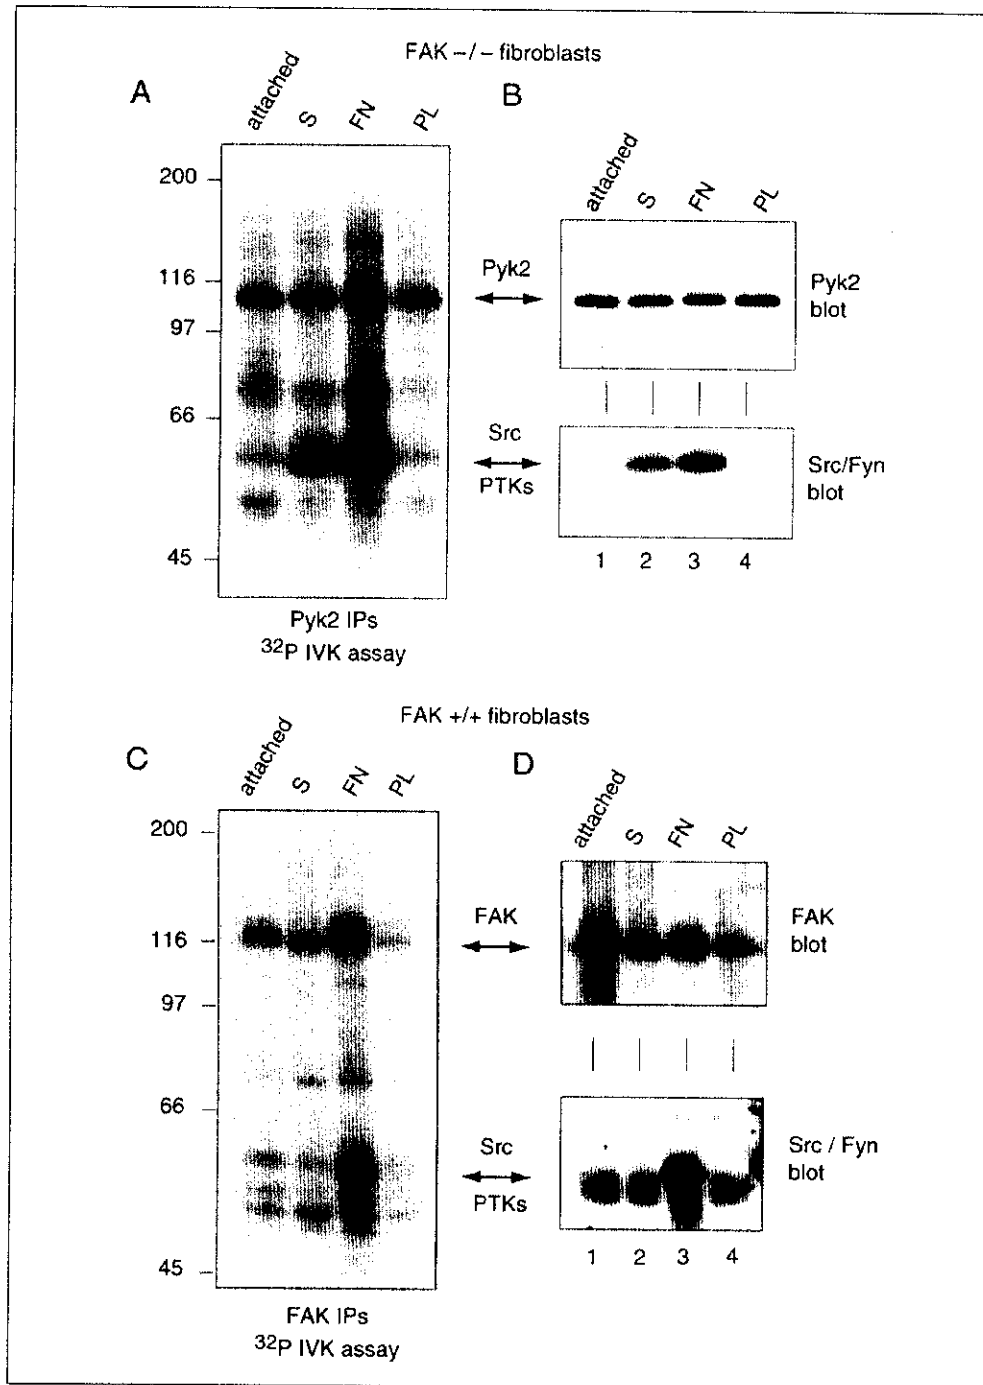 FAK –/– fibroblasts
A
attached
S
FN
PL
200
116
97
66
45
Pyk2 IPs
32P IVK assay
B
attached
S
FN
PL
Pyk2
Pyk2
blot
Src
PTKs
Src/Fyn
blot
1 2 3 4
FAK +/+ fibroblasts
C
attached
S
FN
PL
200
116
97
66
45
FAK IPs
32P IVK assay
D
attached
S
FN
PL
FAK
FAK
blot
Src
PTKs
Src / Fyn
blot
1 2 3 4